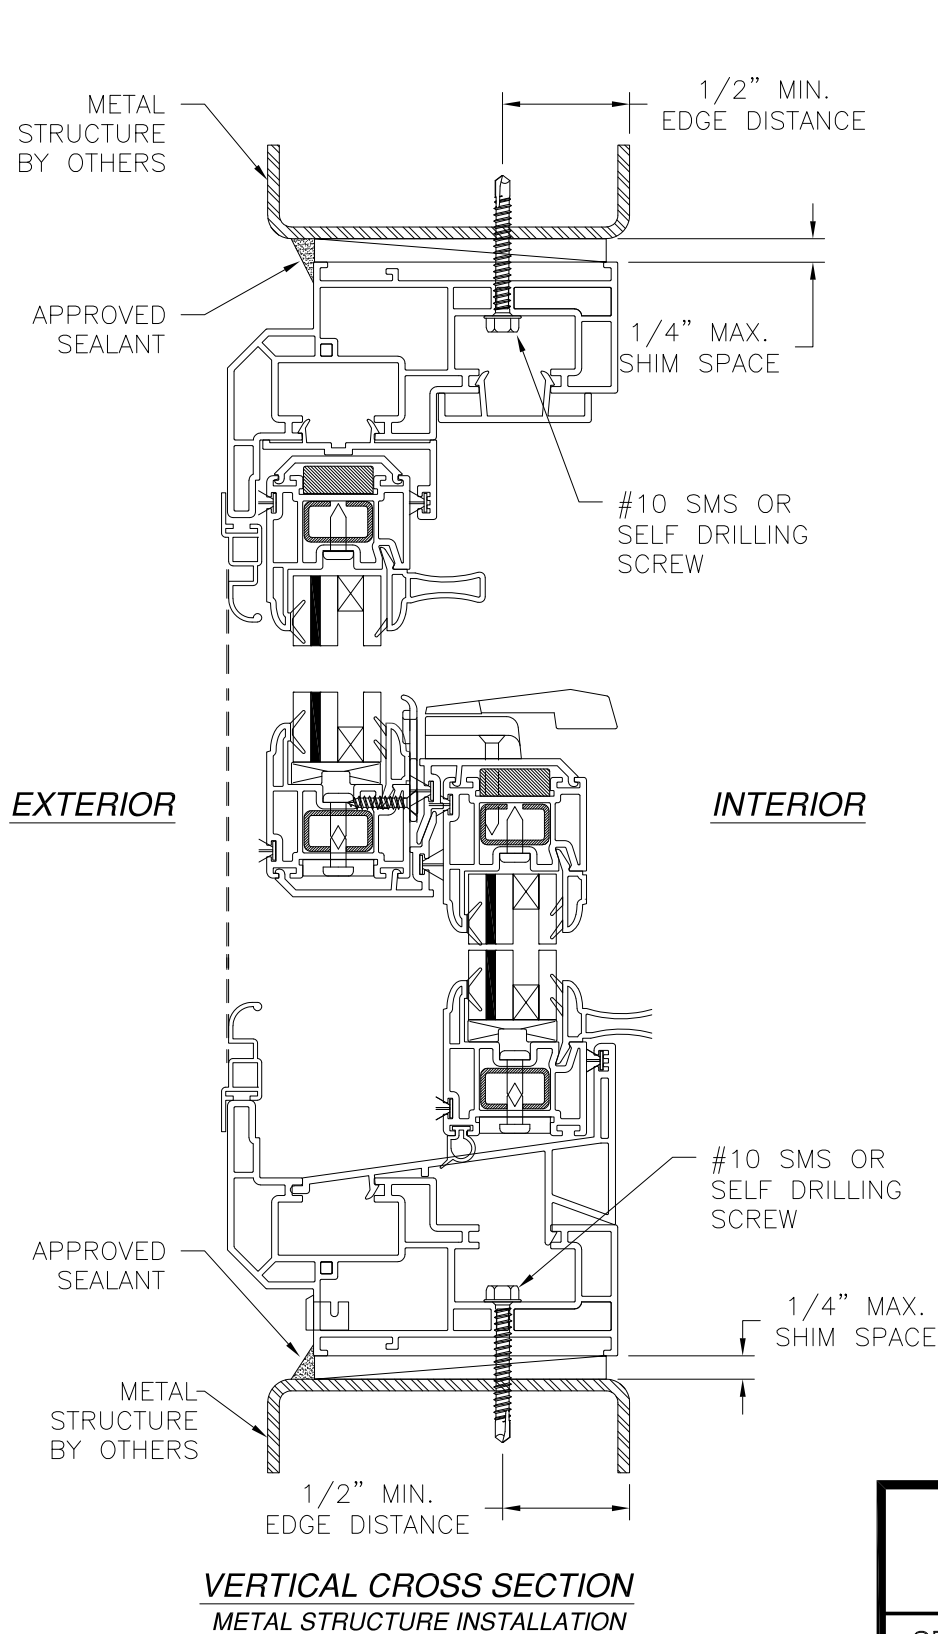 1/2” MIN.
EDGE DISTANCE
METAL
STRUCTURE
BY OTHERS
APPROVED
SEALANT
1/4” MAX.
SHIM SPACE
#10 SMS OR
SELF DRILLING
SCREW
EXTERIOR
INTERIOR
#10 SMS OR
SELF DRILLING
SCREW
APPROVED
SEALANT
1/4” MAX.
SHIM SPACE
METAL
STRUCTURE
BY OTHERS
1/2” MIN.
EDGE DISTANCE
VERTICAL CROSS SECTION
METAL STRUCTURE INSTALLATION